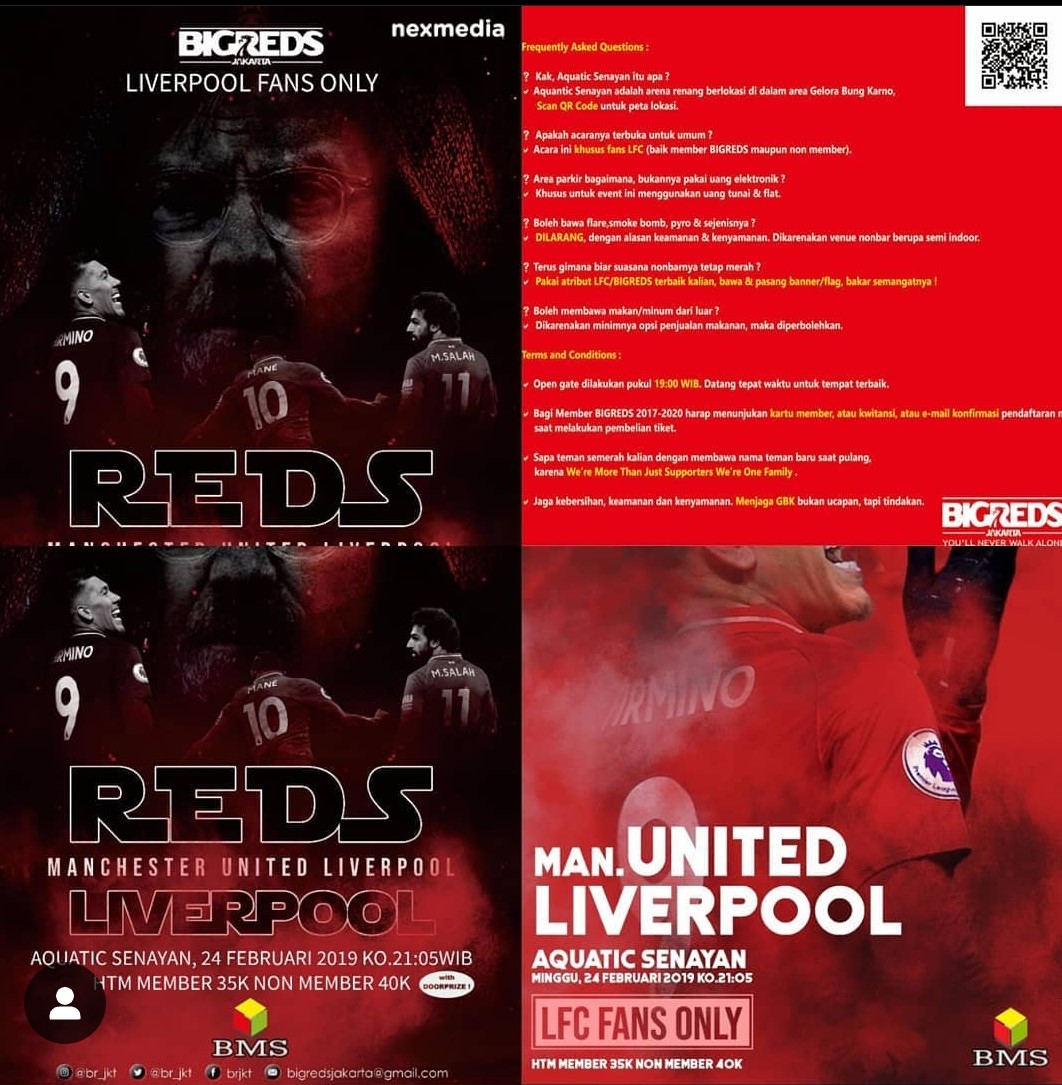 BIGREDS
JAKARTA
LIVERPOOL FANS ONLY
nexmedia
RMINO
9
MANE
10
M.SALAH
11
REDS
MANCHESTER UNITED LIVERPOOL
Frequently Asked Questions :
? Kak, Aquatic Senayan itu apa ?
Aquantic Senayan adalah arena renang berlokasi di dalam area Gelora Bung Karno,
Scan QR Code untuk peta lokasi.
? Apakah acaranya terbuka untuk umum ?
Acara ini khusus fans LFC (baik member BIGREDS maupun non member).
? Area parkir bagaimana, bukannya pakai uang elektronik ?
Khusus untuk event ini menggunakan uang tunai & flat.
? Boleh bawa flare,smoke bomb, pyro & sejenisnya ?
DILARANG, dengan alasan keamanan & kenyamanan. Dikarenakan venue nonbar berupa semi indoor.
? Terus gimana biar suasana nonbarnya tetap merah ?
Pakai atribut LFC/BIGREDS terbaik kalian, bawa & pasang banner/flag, bakar semangatnya !
? Boleh membawa makan/minum dari luar ?
Dikarenakan minimnya opsi penjualan makanan, maka diperbolehkan.
Terms and Conditions :
Open gate dilakukan pukul 19:00 WIB. Datang tepat waktu untuk tempat terbaik.
Bagi Member BIGREDS 2017-2020 harap menunjukan kartu member, atau kwitansi, atau e-mail konfirmasi pendaftaran
saat melakukan pembelian tiket.
Sapa teman semerah kalian dengan membawa nama teman baru saat pulang,
karena We're More Than Just Supporters We're One Family .
Jaga kebersihan, keamanan dan kenyamanan. Menjaga GBK bukan ucapan, tapi tindakan.
BIGREDS
JAKARTA
YOU'LL NEVER WALK ALONE
RMINO
9
MANE
10
M.SALAH
11
REDS
MANCHESTER UNITED LIVERPOOL
LIVERPOOL
AQUATIC SENAYAN, 24 FEBRUARI 2019 KO.21:05WIB
HTM MEMBER 35K NON MEMBER 40K
with
DOORPRIZE !
BMS
@br_jkt @br_jkt brjkt bigredsjakarta@gmail.com
IRMINO
9
Premier League
MAN.UNITED
LIVERPOOL
AQUATIC SENAYAN
MINGGU, 24 FEBRUARI 2019 KO.21:05
LFC FANS ONLY
HTM MEMBER 35K NON MEMBER 40K
BMS